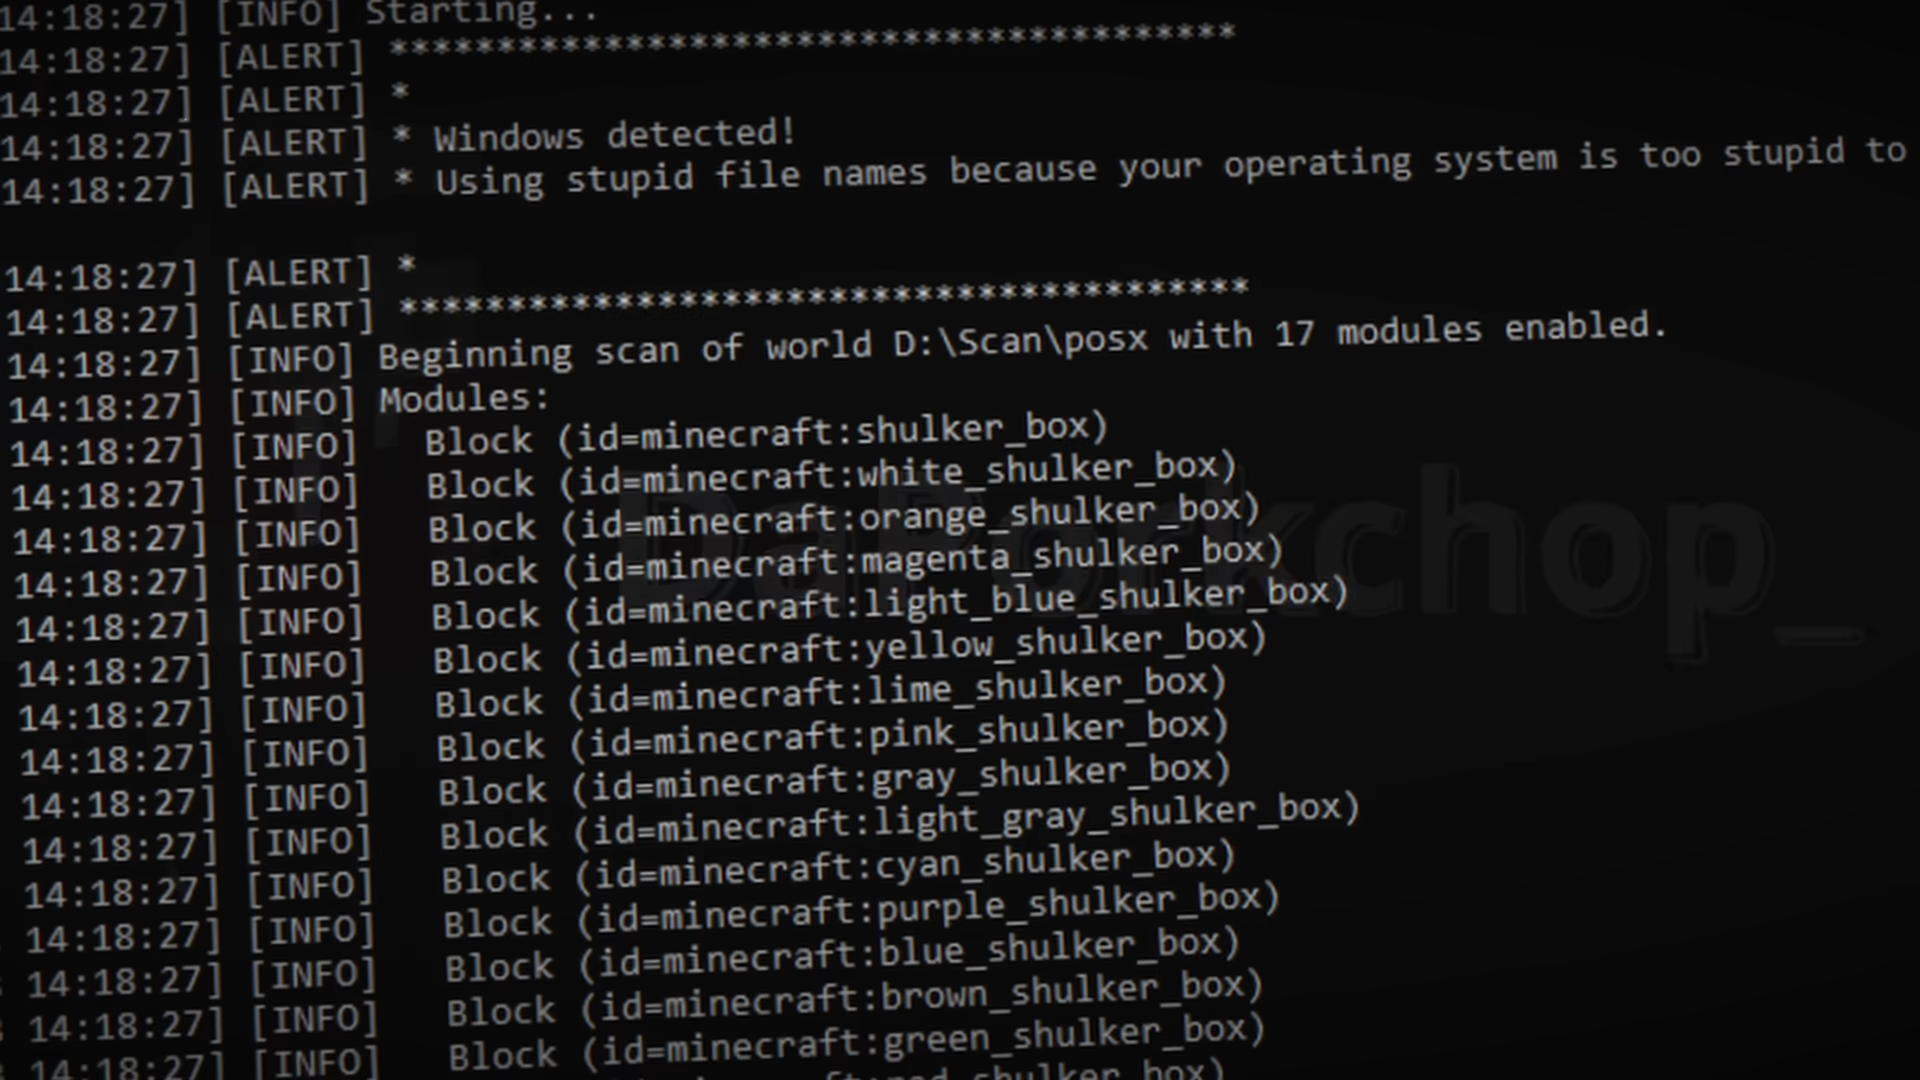 14:18:27] [INFO] Starting...
14:18:27] [ALERT] ***************************************
14:18:27] [ALERT] *
14:18:27] [ALERT] * Windows detected!
14:18:27] [ALERT] * Using stupid file names because your operating system is too stupid to
14:18:27] [ALERT] *
14:18:27] [ALERT] ***************************************
14:18:27] [INFO] Beginning scan of world D:\Scan\posx with 17 modules enabled.
14:18:27] [INFO] Modules:
14:18:27] [INFO] Block (id=minecraft:shulker_box)
14:18:27] [INFO] Block (id=minecraft:white_shulker_box)
14:18:27] [INFO] Block (id=minecraft:orange_shulker_box)
14:18:27] [INFO] Block (id=minecraft:magenta_shulker_box)
14:18:27] [INFO] Block (id=minecraft:light_blue_shulker_box)
14:18:27] [INFO] Block (id=minecraft:yellow_shulker_box)
14:18:27] [INFO] Block (id=minecraft:lime_shulker_box)
14:18:27] [INFO] Block (id=minecraft:pink_shulker_box)
14:18:27] [INFO] Block (id=minecraft:gray_shulker_box)
14:18:27] [INFO] Block (id=minecraft:light_gray_shulker_box)
14:18:27] [INFO] Block (id=minecraft:cyan_shulker_box)
14:18:27] [INFO] Block (id=minecraft:purple_shulker_box)
14:18:27] [INFO] Block (id=minecraft:blue_shulker_box)
14:18:27] [INFO] Block (id=minecraft:brown_shulker_box)
14:18:27] [INFO] Block (id=minecraft:green_shulker_box)
shulker_box)
DaPorkchop_